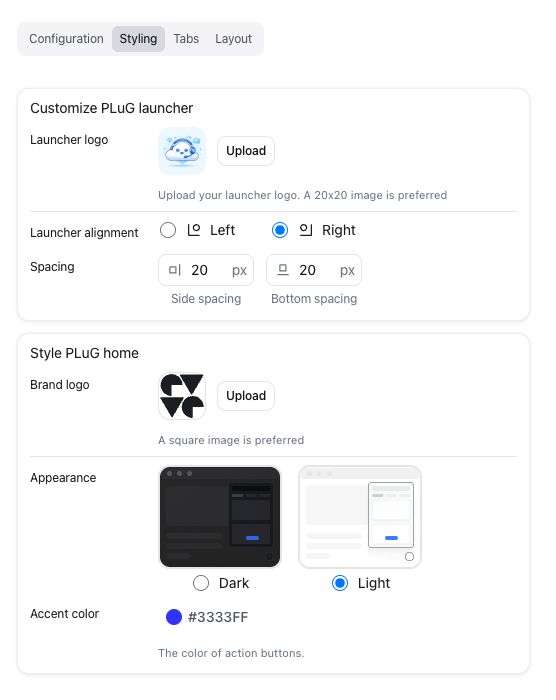 Configuration Styling Tabs Layout
Customize PLuG launcher
Launcher logo
Upload
Upload your launcher logo. A 20x20 image is preferred
Launcher alignment Left Right
Spacing 20 px 20 px
Side spacing Bottom spacing
Style PLuG home
Brand logo
Upload
A square image is preferred
Appearance
Dark Light
Accent color #3333FF
The color of action buttons.